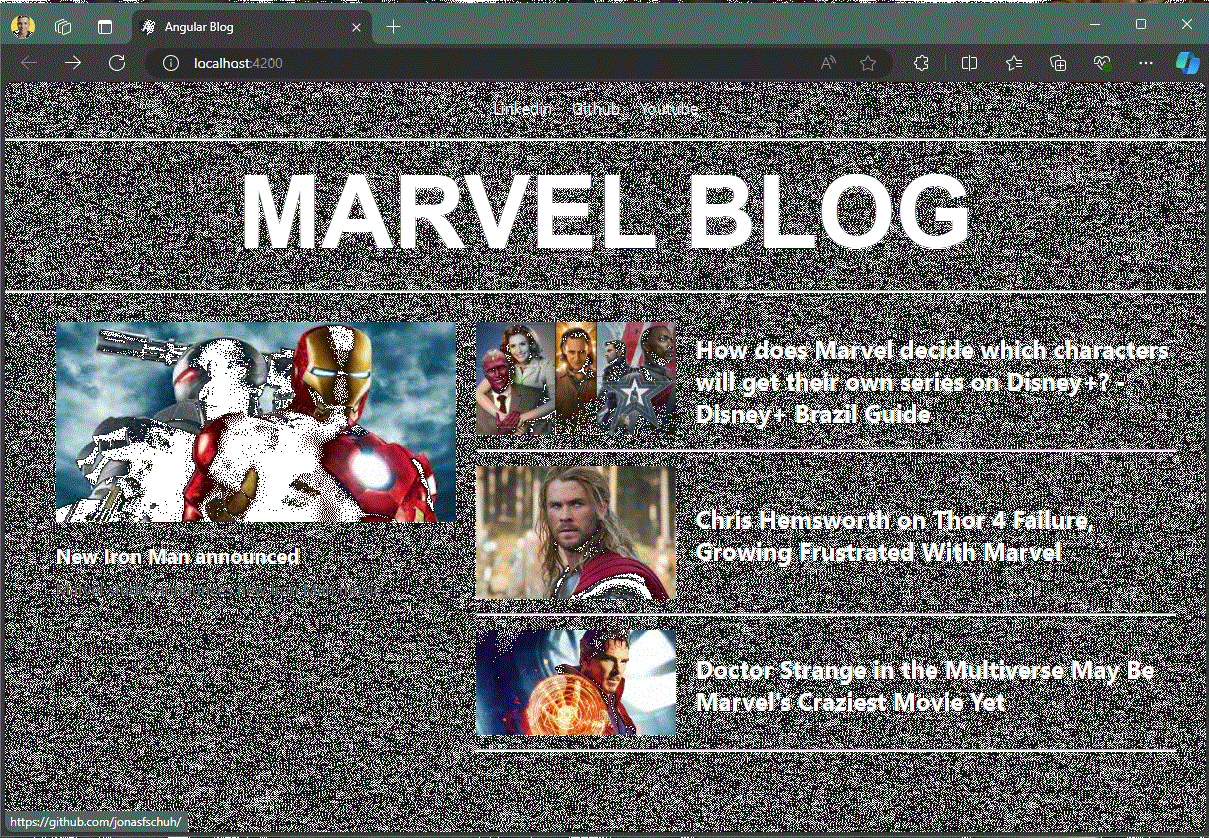 Angular Blog
localhost:4200
Linkedin Github Youtube
MARVEL BLOG
New Iron Man announced
How does Marvel decide which characters
will get their own series on Disney+? -
Disney+ Brazil Guide
Chris Hemsworth on Thor 4 Failure,
Growing Frustrated With Marvel
Doctor Strange in the Multiverse May Be
Marvel's Craziest Movie Yet
https://github.com/jonasfschuh/